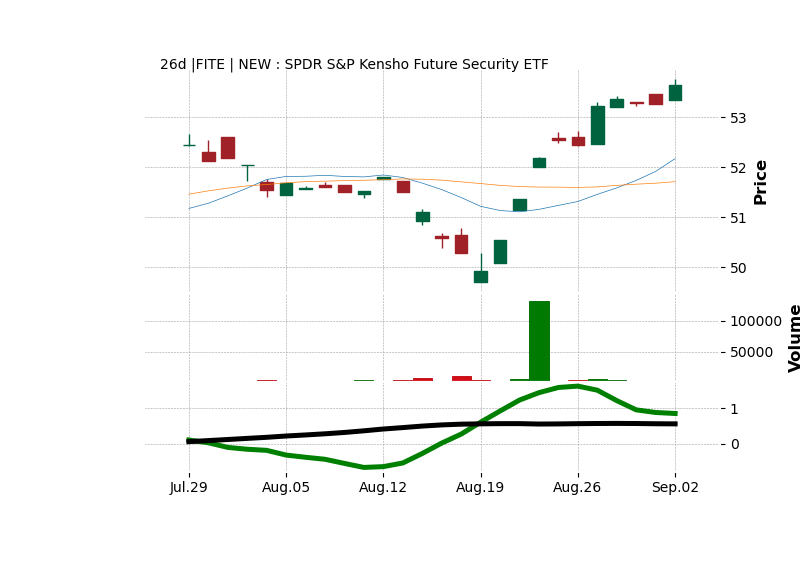 26d |FITE | NEW : SPDR S&P Kensho Future Security ETF
53
52
51
50
Price
100000
50000
Volume
1
0
Jul.29 Aug.05 Aug.12 Aug.19 Aug.26 Sep.02